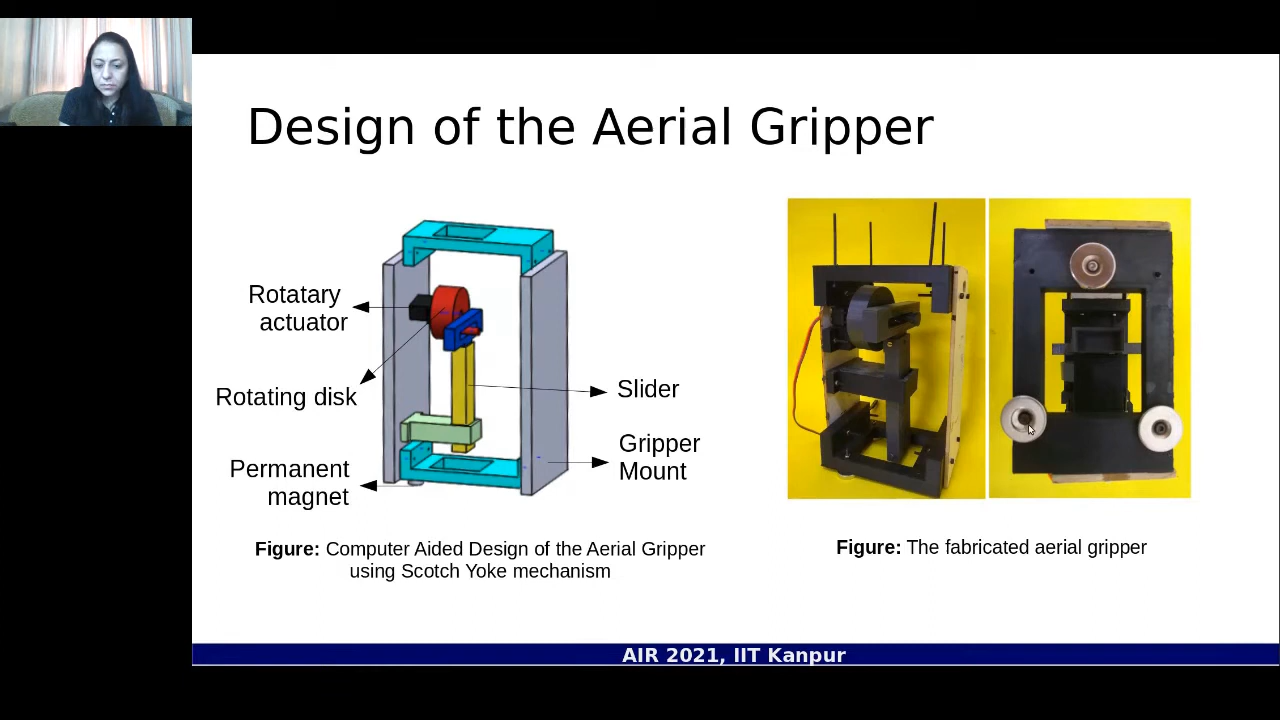 Design of the Aerial Gripper
Rotatary
actuator
Rotating disk
Permanent
magnet
Slider
Gripper
Mount
Figure: Computer Aided Design of the Aerial Gripper
using Scotch Yoke mechanism
Figure: The fabricated aerial gripper
AIR 2021, IIT Kanpur